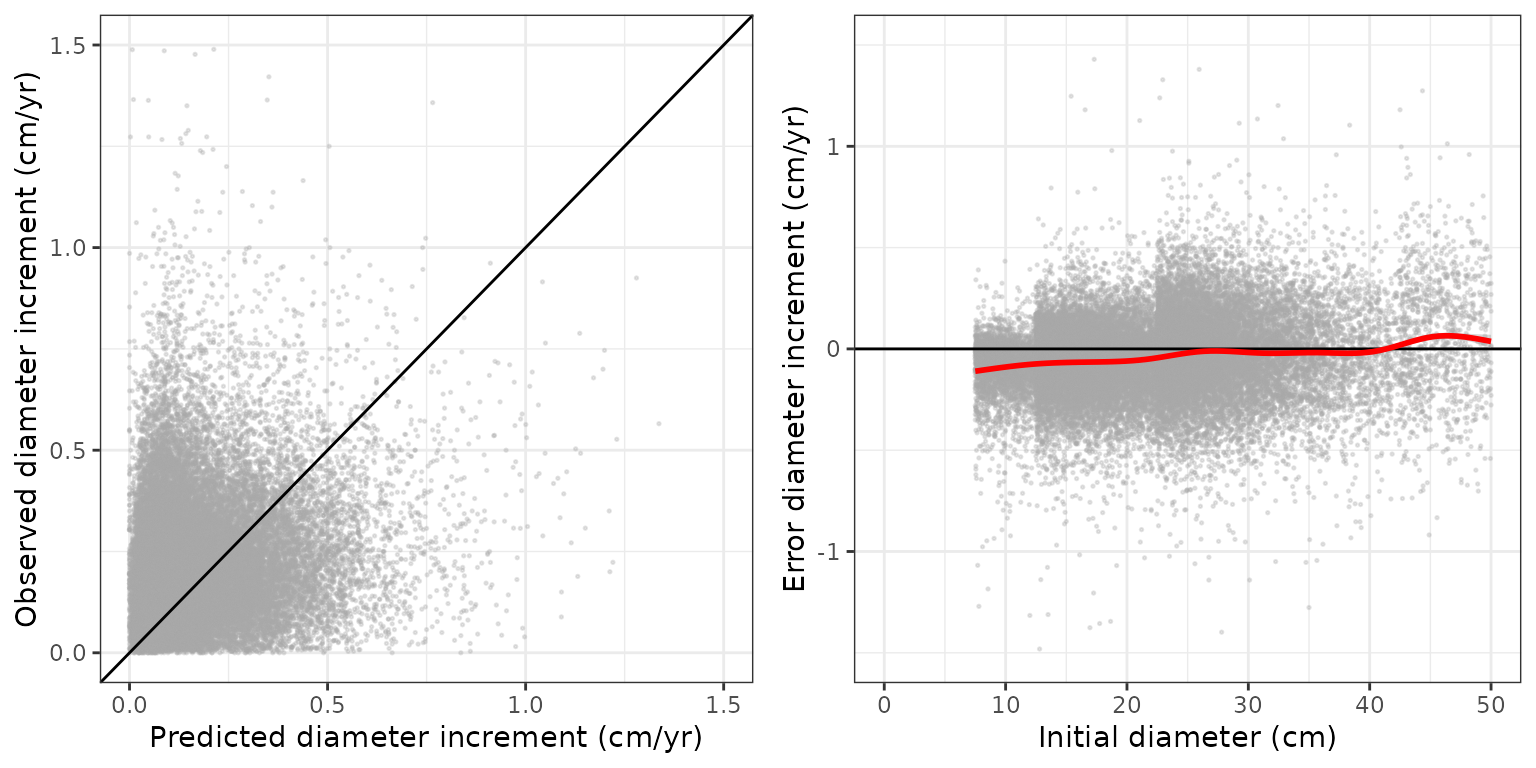 Observed diameter increment (cm/yr)
1.5
1.0
0.5
0.0
0.0 0.5 1.0 1.5
Predicted diameter increment (cm/yr)
Error diameter increment (cm/yr)
1
0
-1
0 10 20 30 40 50
Initial diameter (cm)